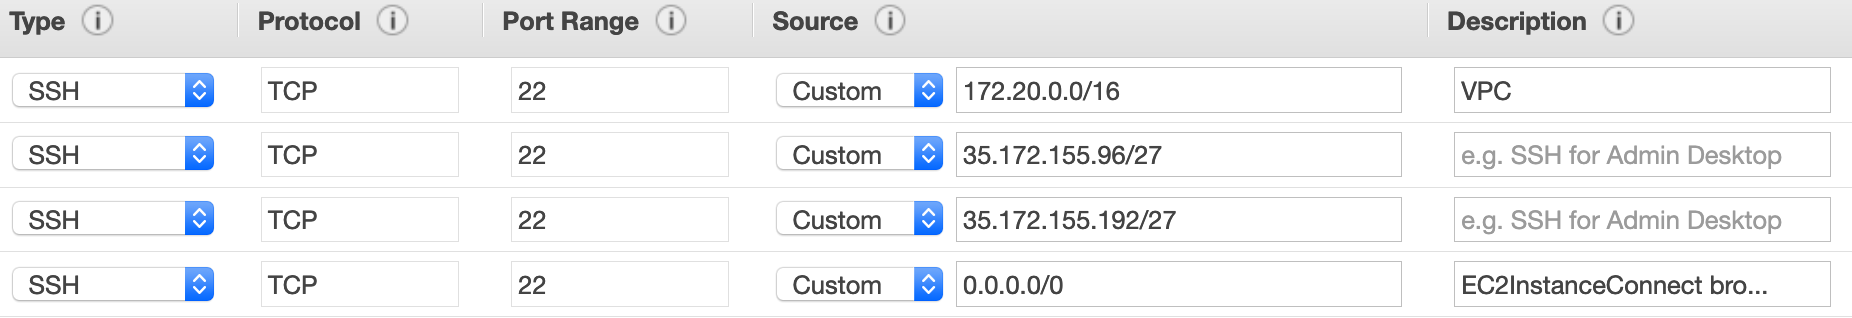 Type Protocol Port Range Source Description
SSH TCP 22 Custom 172.20.0.0/16 VPC
SSH TCP 22 Custom 35.172.155.96/27 e.g. SSH for Admin Desktop
SSH TCP 22 Custom 35.172.155.192/27 e.g. SSH for Admin Desktop
SSH TCP 22 Custom 0.0.0.0/0 EC2InstanceConnect bro...